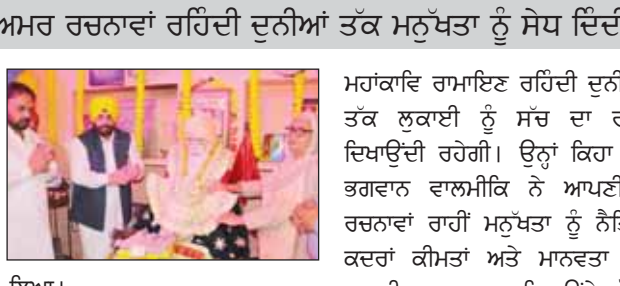 ਅਮਰ ਰਚਨਾਵਾਂ ਰਹਿੰਦੀ ਦੁਨੀਆਂ ਤੱਕ ਮਨੁੱਖਤਾ ਨੂੰ ਸੇਧ ਦਿੰਦੀ
ਮਹਾਂਕਾਵਿ ਰਾਮਾਇਣ ਰਹਿੰਦੀ
ਤੱਕ ਲੁਕਾਈ ਨੂੰ ਸੱਚ ਦਾ
ਦਿਖਾਉਂਦੀ ਰਹੇਗੀ। ਉਨ੍ਹਾਂ ਕਿਹਾ
ਭਗਵਾਨ ਵਾਲਮੀਕਿ ਨੇ ਆਪਣੀ
ਰਚਨਾਵਾਂ ਰਾਹੀਂ ਮਨੁੱਖਤਾ ਨੂੰ
ਕਦਰਾਂ ਕੀਮਤਾਂ ਅਤੇ ਮਾਨਵਤਾ